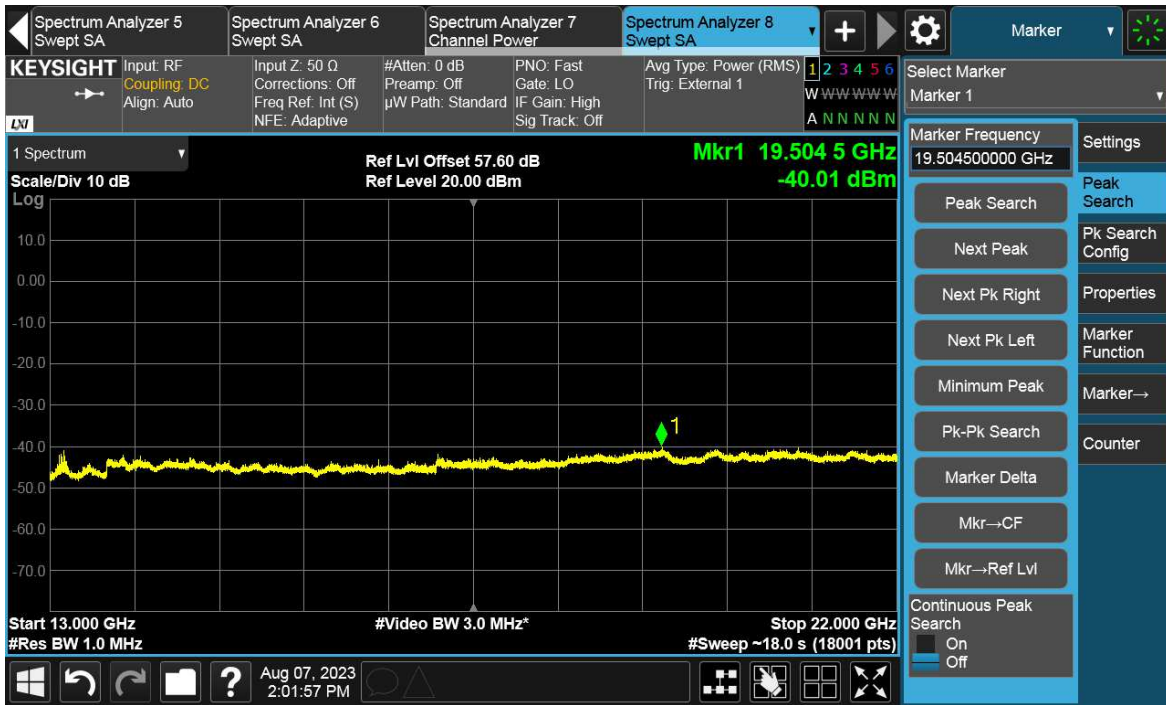 Spectrum Analyzer 5
Swept SA
Spectrum Analyzer 6
Swept SA
Spectrum Analyzer 7
Channel Power
Spectrum Analyzer 8
Swept SA
Marker
KEYSIGHT
LXI
Input: RF
Coupling: DC
Align: Auto
Input Z: 50 Ω
Corrections: Off
Freq Ref: Int (S)
NFE: Adaptive
#Atten: 0 dB
Preamp: Off
µW Path: Standard
PNO: Fast
Gate: LO
IF Gain: High
Sig Track: Off
Avg Type: Power (RMS)
Trig: External 1
1 2 3 4 5 6
W W W W W W
A N N N N N
Select Marker
Marker 1
1 Spectrum
Scale/Div 10 dB
Log
Ref Lvl Offset 57.60 dB
Ref Level 20.00 dBm
Mkr1 19.504 5 GHz
-40.01 dBm
10.0
0.00
-10.0
-20.0
-30.0
-40.0
-50.0
-60.0
-70.0
1
Start 13.000 GHz
#Res BW 1.0 MHz
#Video BW 3.0 MHz*
Stop 22.000 GHz
#Sweep ~18.0 s (18001 pts)
Marker Frequency
19.504500000 GHz
Peak Search
Next Peak
Next Pk Right
Next Pk Left
Minimum Peak
Pk-Pk Search
Marker Delta
Mkr→CF
Mkr→Ref Lvl
Continuous Peak
Search
On
Off
Settings
Peak
Search
Pk Search
Config
Properties
Marker
Function
Marker→
Counter
?
Aug 07, 2023
2:01:57 PM